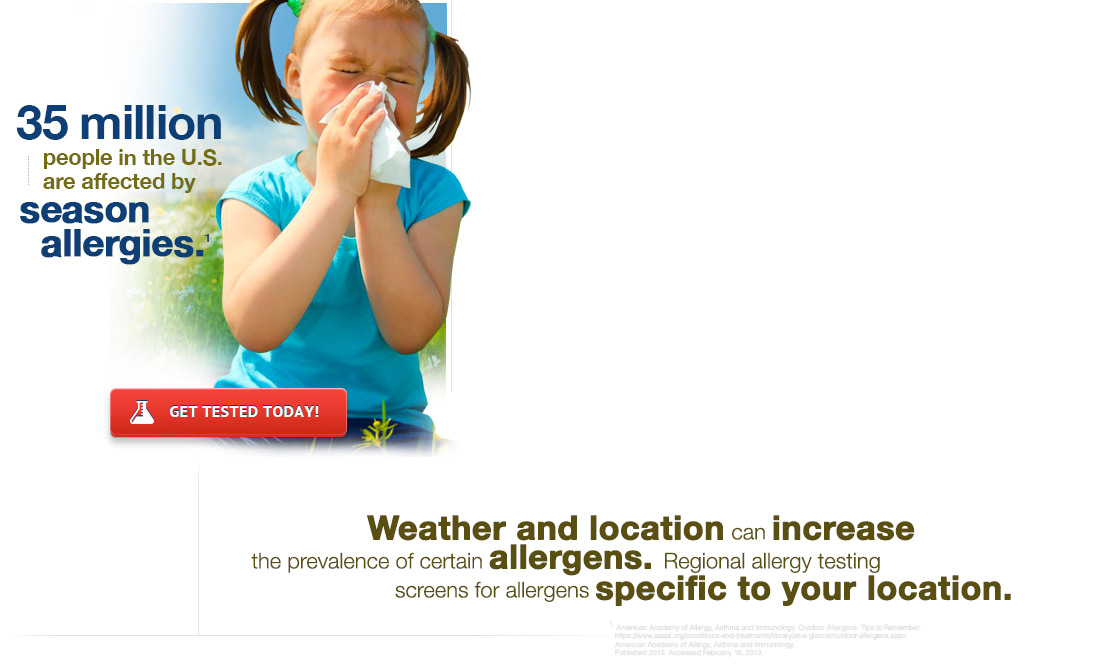 35 million
people in the U.S.
are affected by
season
allergies.1
GET TESTED TODAY!
Weather and location can increase
the prevalence of certain allergens. Regional allergy testing
screens for allergens specific to your location.
1 American Academy of Allergy, Asthma and Immunology. Outdoor Allergens: Tips to Remember.
https://www.aaaai.org/conditions-and-treatments/library/at-a-glance/outdoor-allergens.aspx
American Academy of Allergy, Asthma and Immunology.
Published 2013. Accessed February 16, 2013.